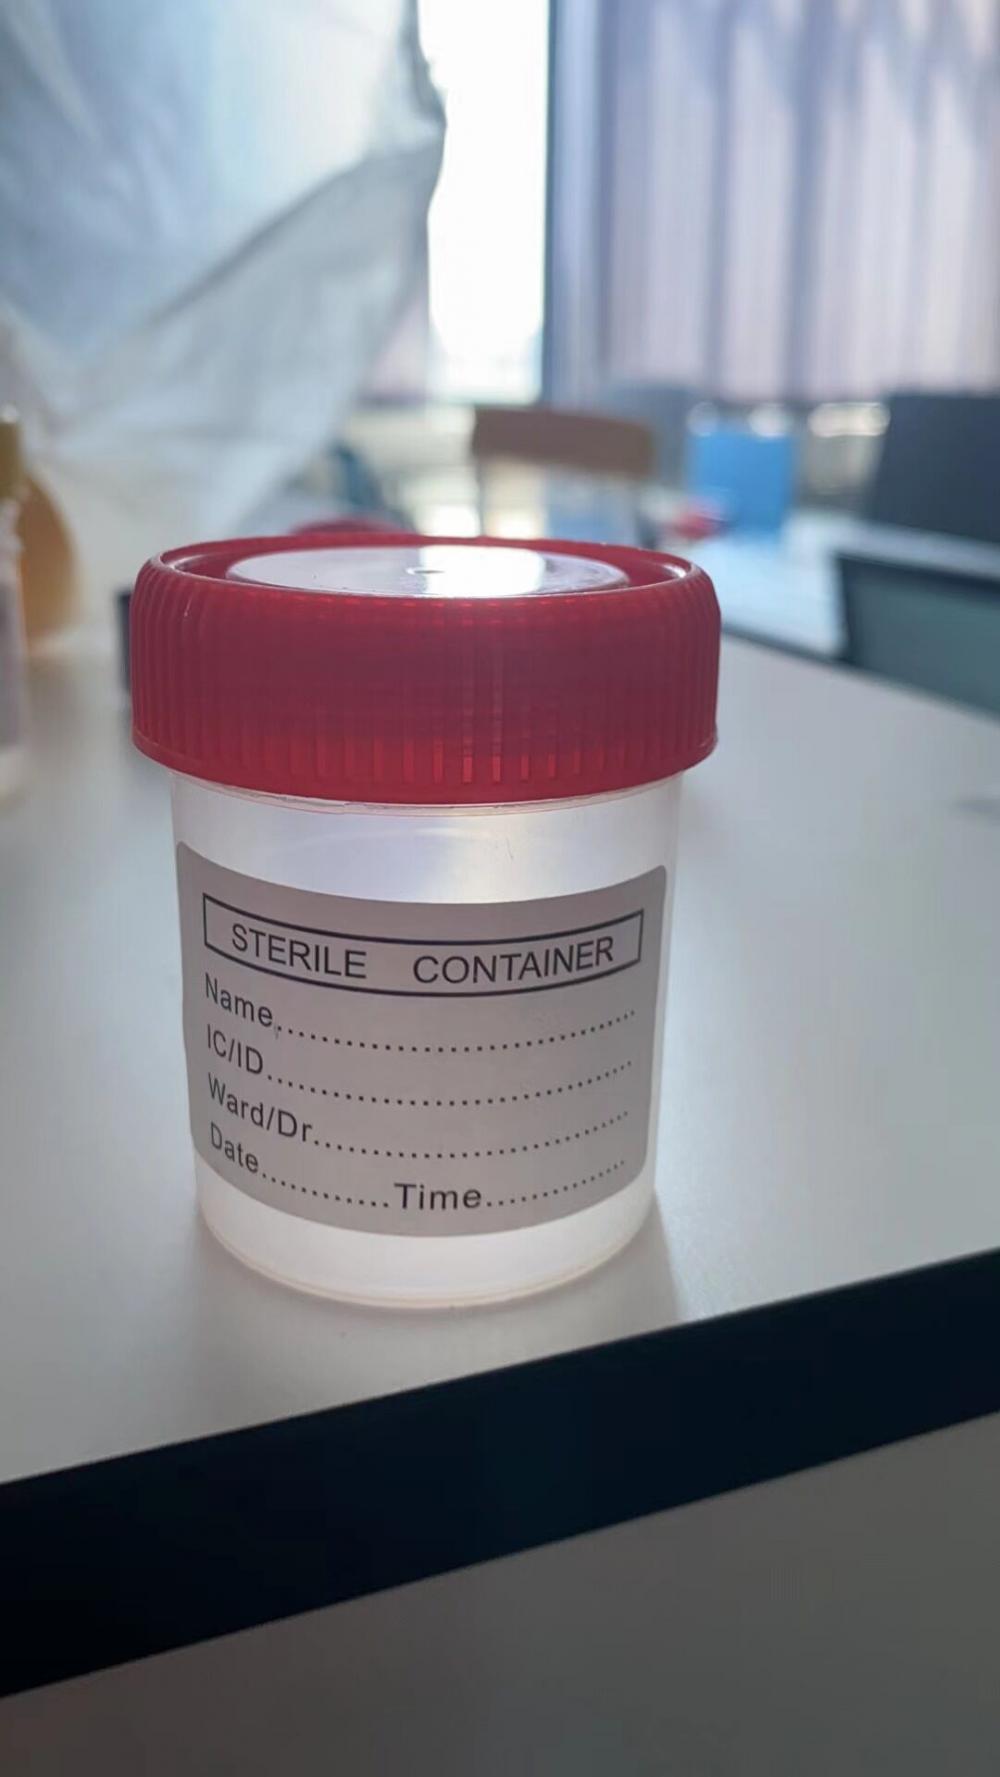 STERILE CONTAINER
Name..............................................
IC/ID..............................................
Ward/Dr........................................
Date............Time..................